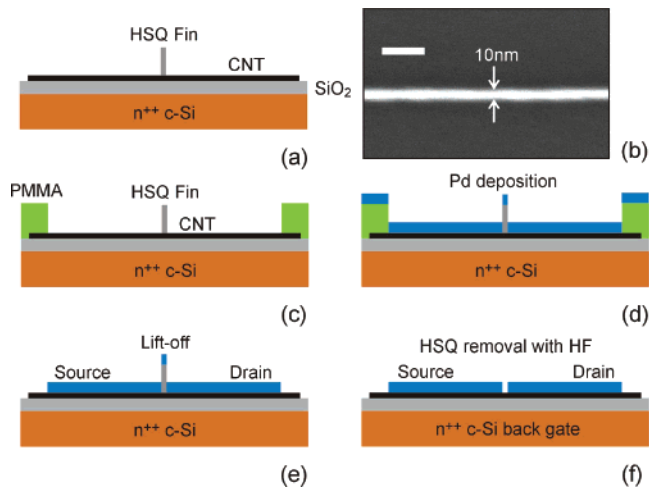 HSQ Fin
CNT
SiO₂
n⁺⁺ c-Si
(a)
10nm
(b)
PMMA
HSQ Fin
CNT
n⁺⁺ c-Si
(c)
Pd deposition
n⁺⁺ c-Si
(d)
Lift-off
Source
Drain
n⁺⁺ c-Si
(e)
HSQ removal with HF
Source
Drain
n⁺⁺ c-Si back gate
(f)